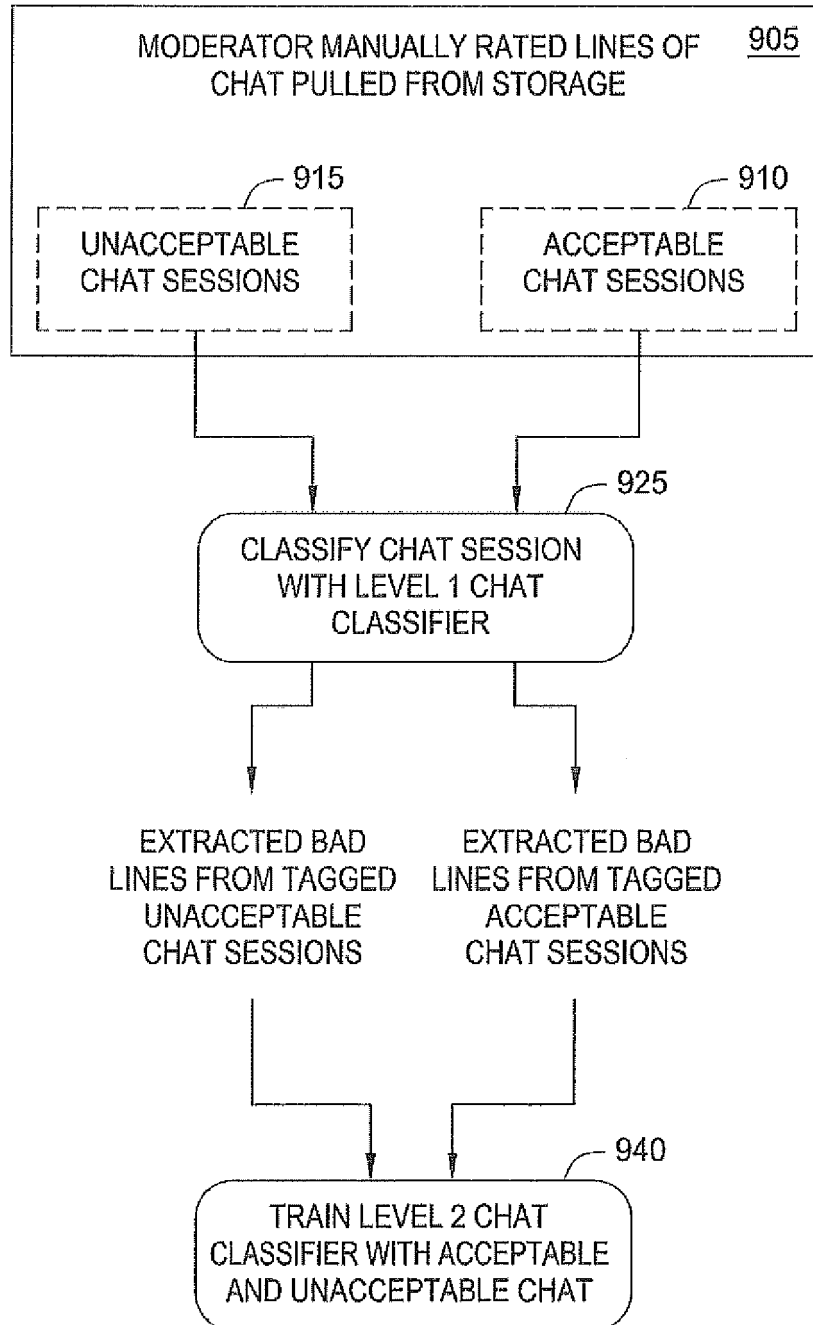 MODERATOR MANUALLY RATED LINES OF
CHAT PULLED FROM STORAGE
905
915
UNACCEPTABLE
CHAT SESSIONS
910
ACCEPTABLE
CHAT SESSIONS
925
CLASSIFY CHAT SESSION
WITH LEVEL 1 CHAT
CLASSIFIER
EXTRACTED BAD
LINES FROM TAGGED
UNACCEPTABLE
CHAT SESSIONS
EXTRACTED BAD
LINES FROM TAGGED
ACCEPTABLE
CHAT SESSIONS
940
TRAIN LEVEL 2 CHAT
CLASSIFIER WITH ACCEPTABLE
AND UNACCEPTABLE CHAT